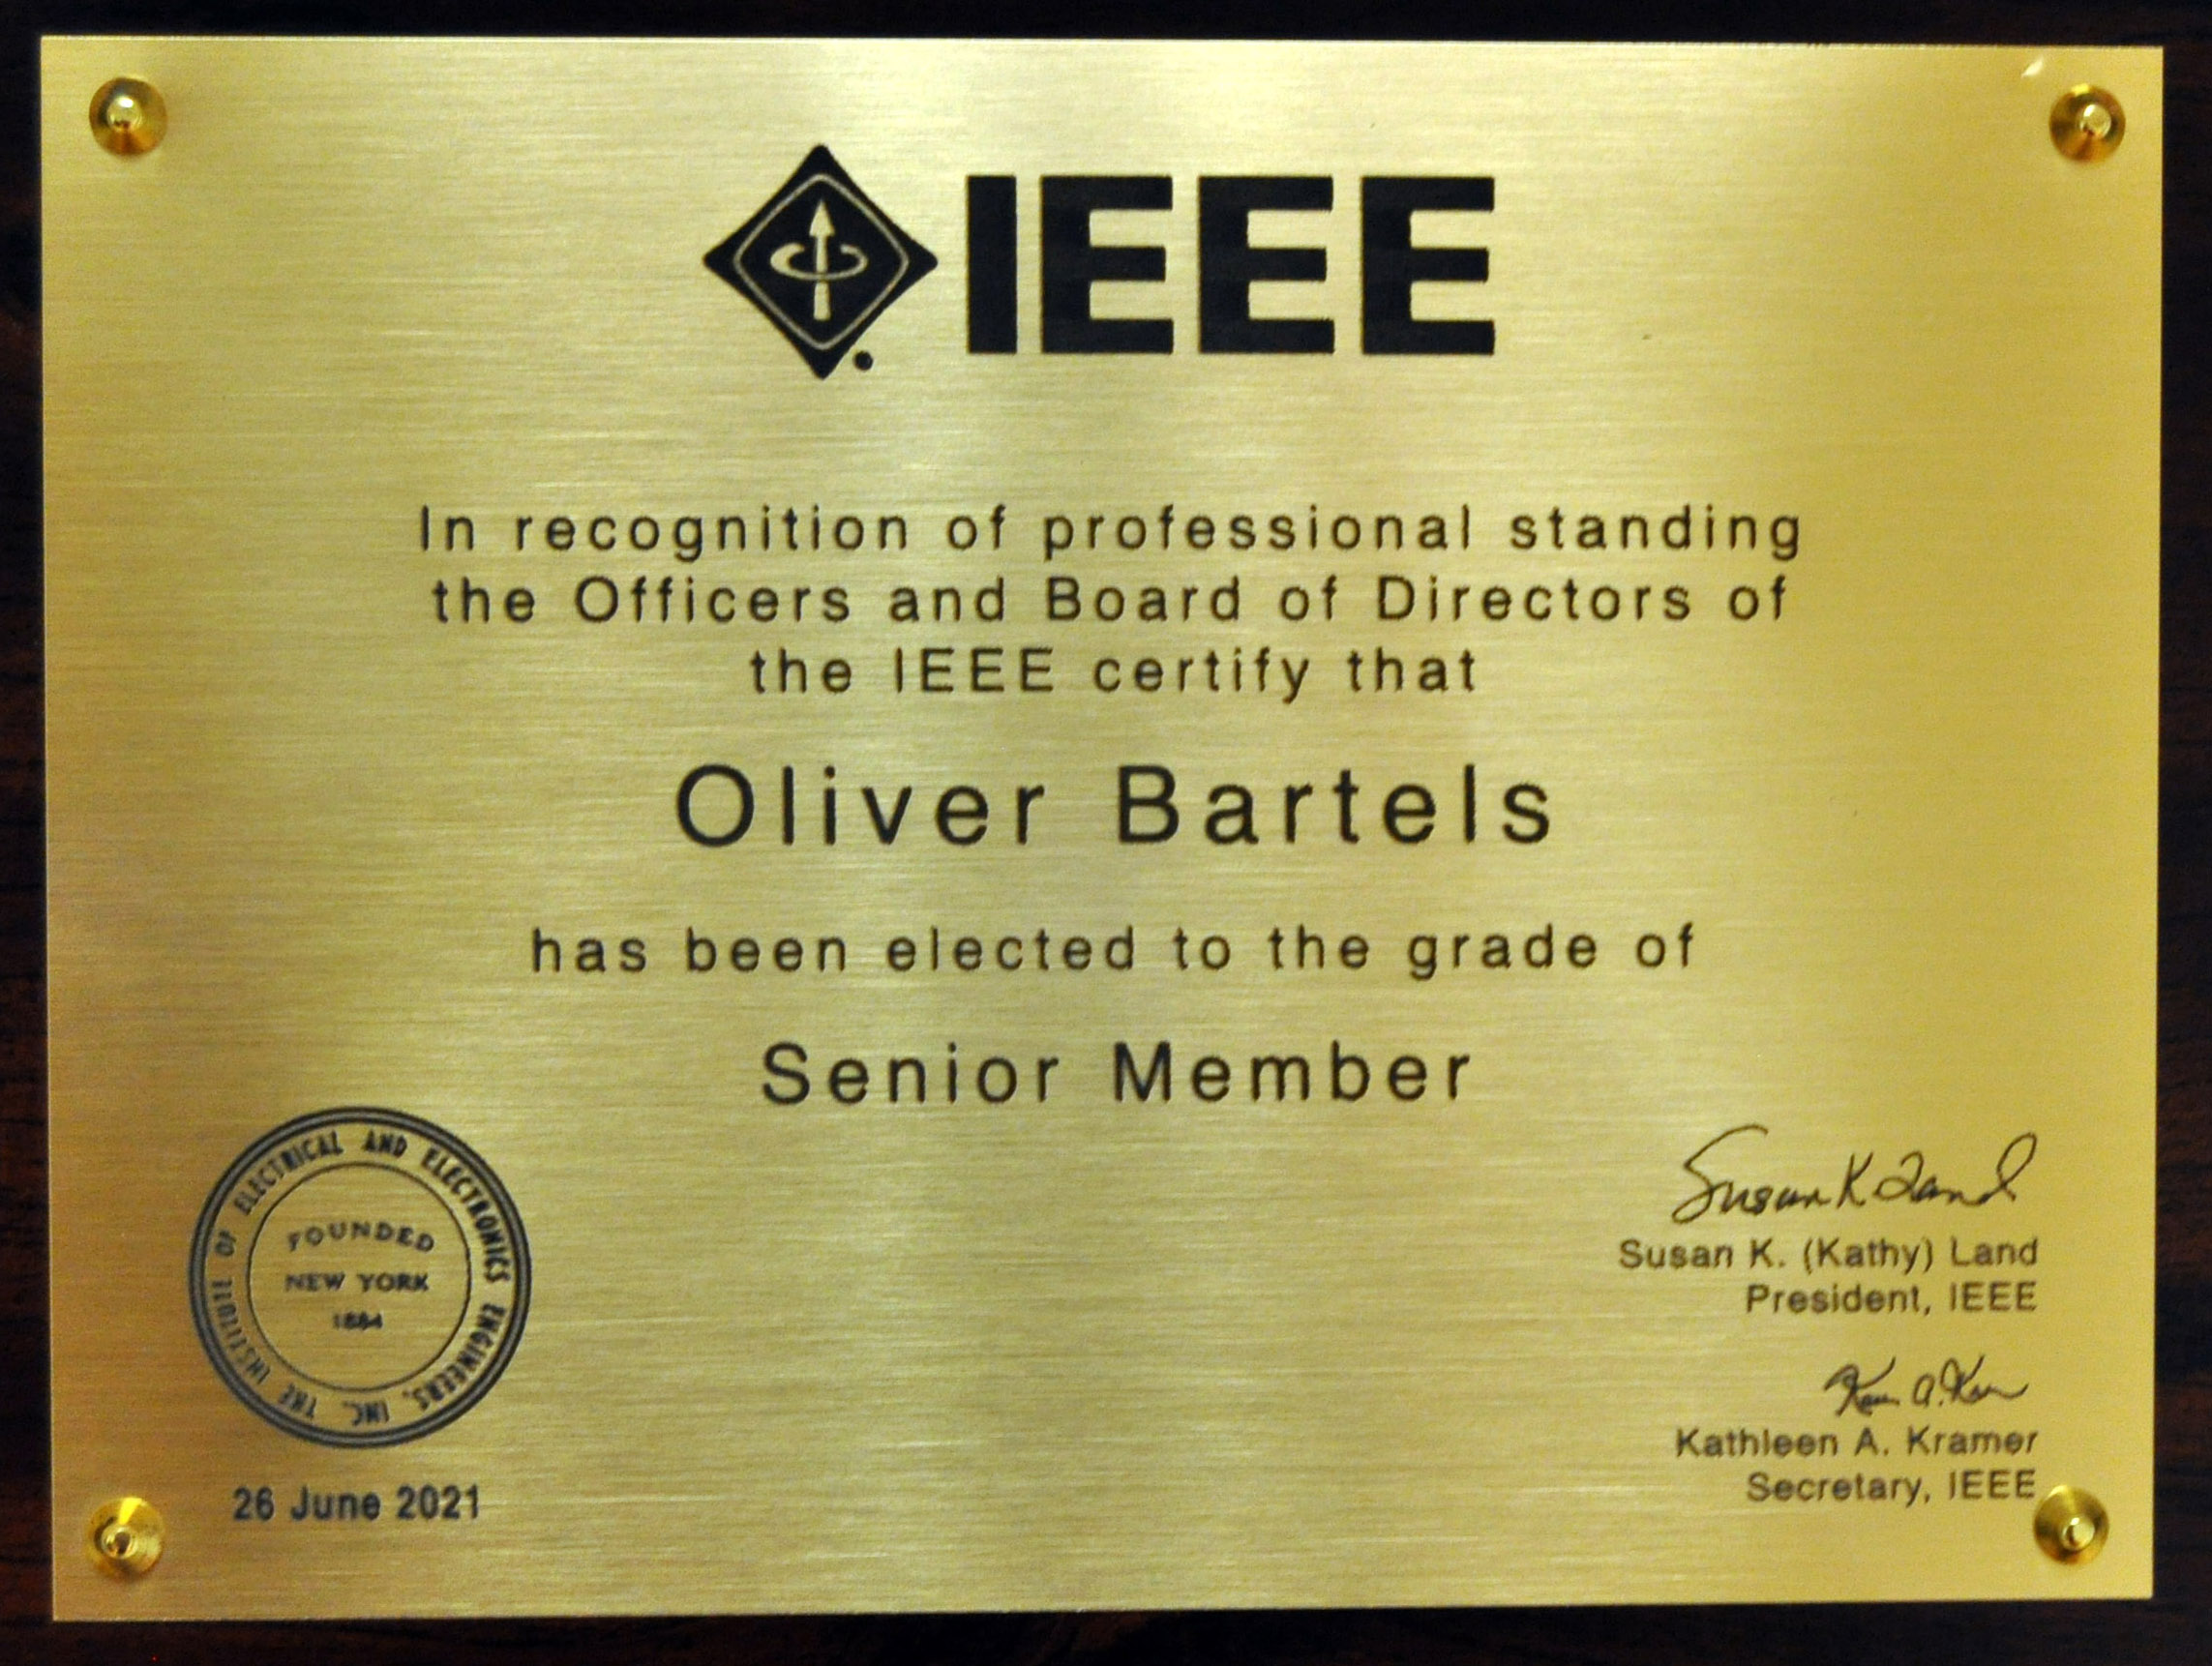 IEEE
In recognition of professional standing
the Officers and Board of Directors of
the IEEE certify that
Oliver Bartels
has been elected to the grade of
Senior Member
THE INSTITUTE OF ELECTRICAL AND ELECTRONICS ENGINEERS, INC.
FOUNDED
NEW YORK
1884
26 June 2021
Susan K Land
Susan K. (Kathy) Land
President, IEEE
Kathleen A. Kramer
Secretary, IEEE